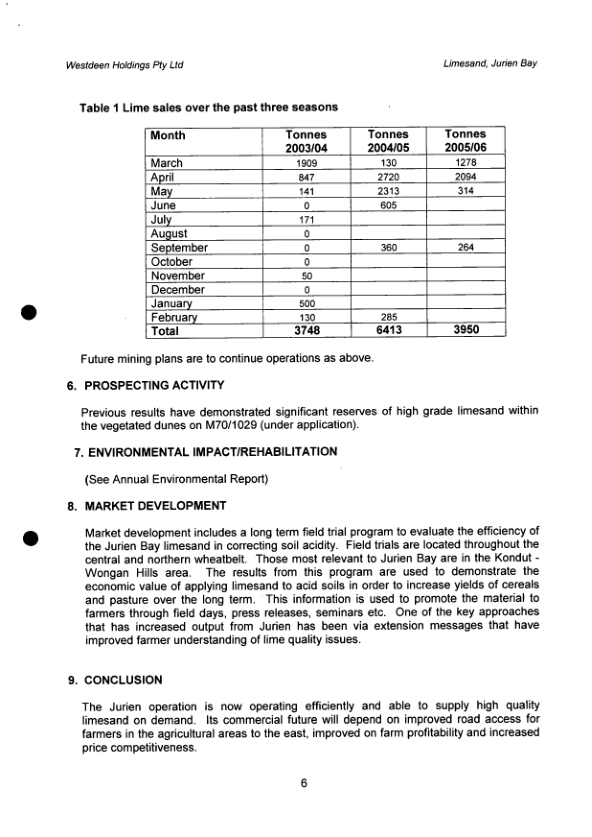 Westdeen Holdings Pty Ltd Limesand, Jurien Bay
Table 1 Lime sales over the past three seasons
Month Tonnes 2003/04 Tonnes 2004/05 Tonnes 2005/06
March 1909 130 1278
April 847 2720 2094
May 141 2313 314
June 0 605
July 171
August 0
September 0 360 264
October 0
November 50
December 0
January 500
February 130 285
Total 3748 6413 3950
Future mining plans are to continue operations as above.
6. PROSPECTING ACTIVITY
Previous results have demonstrated significant reserves of high grade limesand within
the vegetated dunes on M70/1029 (under application).
7. ENVIRONMENTAL IMPACT/REHABILITATION
(See Annual Environmental Report)
8. MARKET DEVELOPMENT
Market development includes a long term field trial program to evaluate the efficiency of
the Jurien Bay limesand in correcting soil acidity. Field trials are located throughout the
central and northern wheatbelt. Those most relevant to Jurien Bay are in the Kondut -
Wongan Hills area. The results from this program are used to demonstrate the
economic value of applying limesand to acid soils in order to increase yields of cereals
and pasture over the long term. This information is used to promote the material to
farmers through field days, press releases, seminars etc. One of the key approaches
that has increased output from Jurien has been via extension messages that have
improved farmer understanding of lime quality issues.
9. CONCLUSION
The Jurien operation is now operating efficiently and able to supply high quality
limesand on demand. Its commercial future will depend on improved road access for
farmers in the agricultural areas to the east, improved on farm profitability and increased
price competitiveness.
6